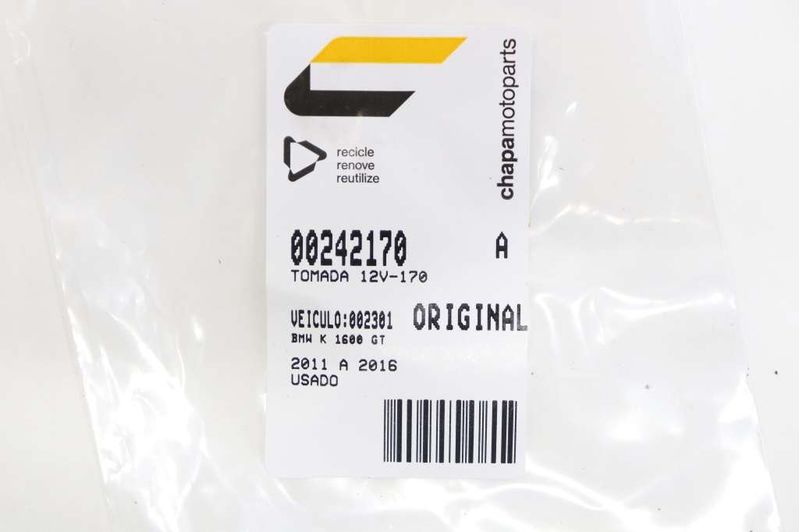 chapamotoparts
recicle
renove
reutilize
00242170 A
TOMADA 12V-170
VEICULO:002301 ORIGINAL
BMW K 1600 GT
2011 A 2016
USADO